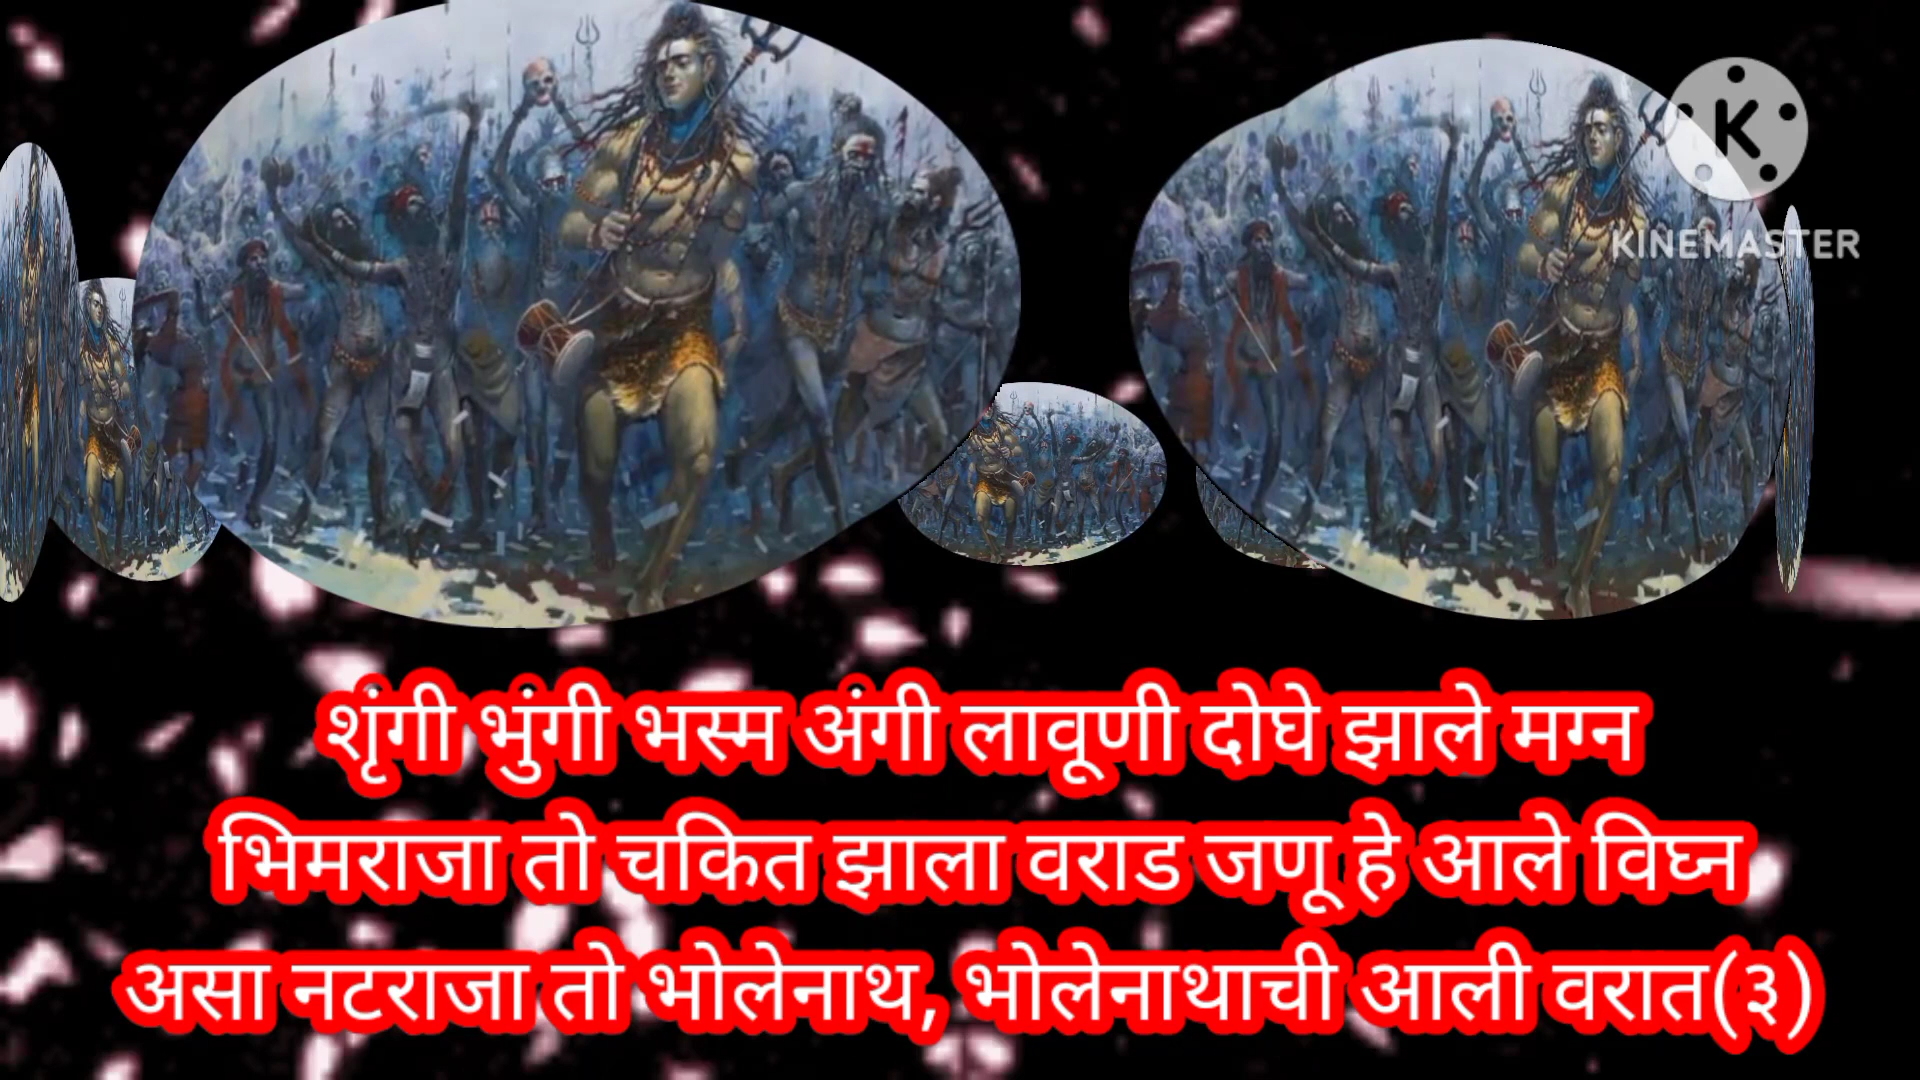 K
KINEMASTER
शृंगी भुंगी भस्म अंगी लावूणी दोघे झाले मग्न
भिमराजा तो चकित झाला वराड जणू हे आले विघ्न
असा नटराजा तो भोलेनाथ, भोलेनाथाची आली वरात(३)